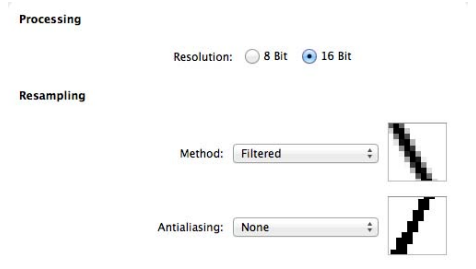 Processing
Resolution: 8 Bit 16 Bit
Resampling
Method: Filtered
Antialiasing: None